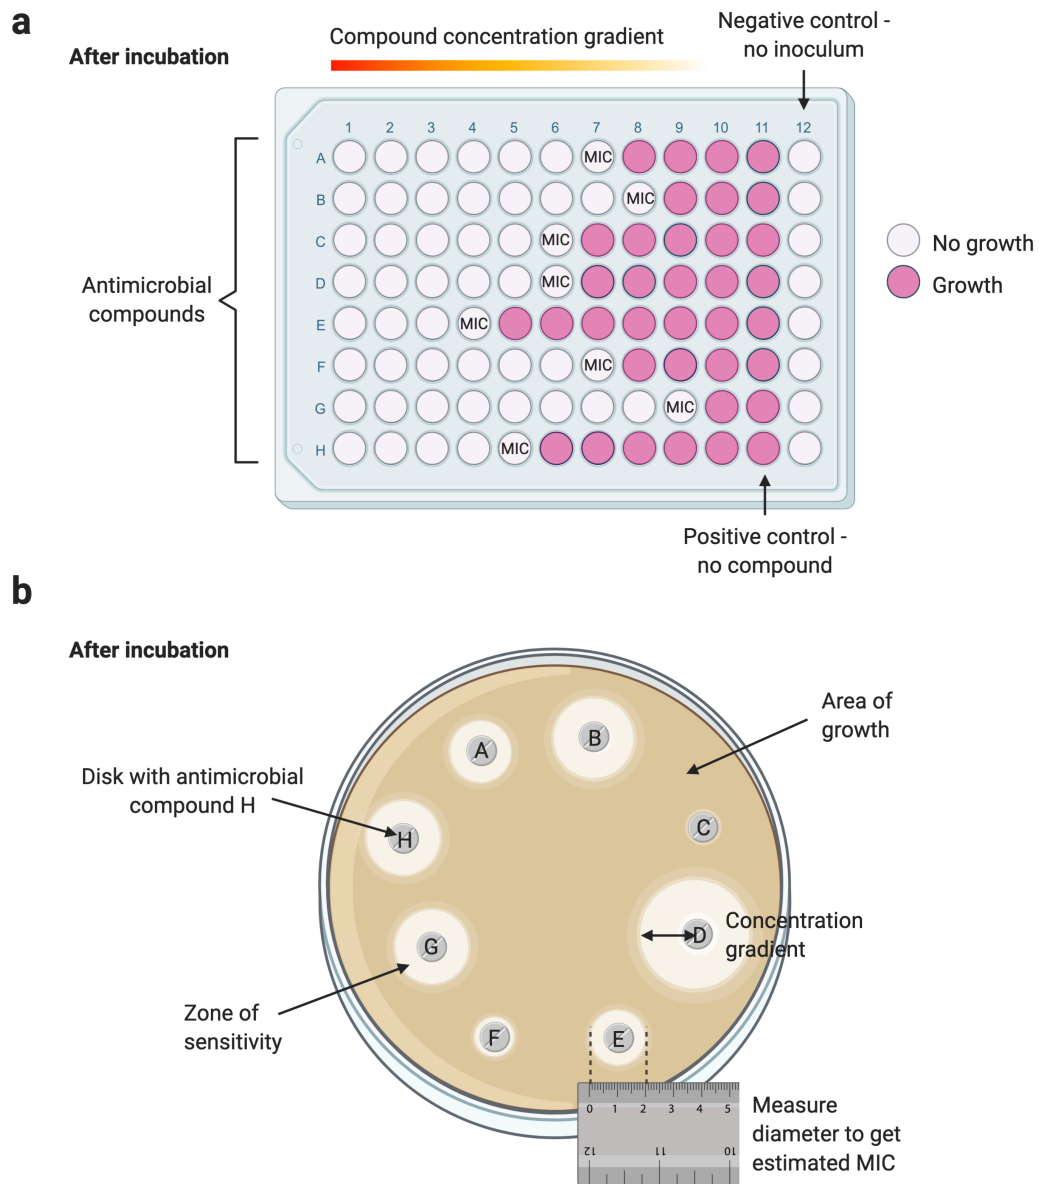 a
After incubation
Compound concentration gradient
Negative control -
no inoculum
1 2 3 4 5 6 7 8 9 10 11 12
A MIC
B MIC
C MIC
D MIC
E MIC
F MIC
G MIC
H MIC
Antimicrobial
compounds
No growth
Growth
Positive control -
no compound
b
After incubation
Area of
growth
Disk with antimicrobial
compound H
A
B
C
H
D
Concentration
gradient
G
Zone of
sensitivity
F
E
0 1 2 3 4 5
12 11 10
Measure
diameter to get
estimated MIC